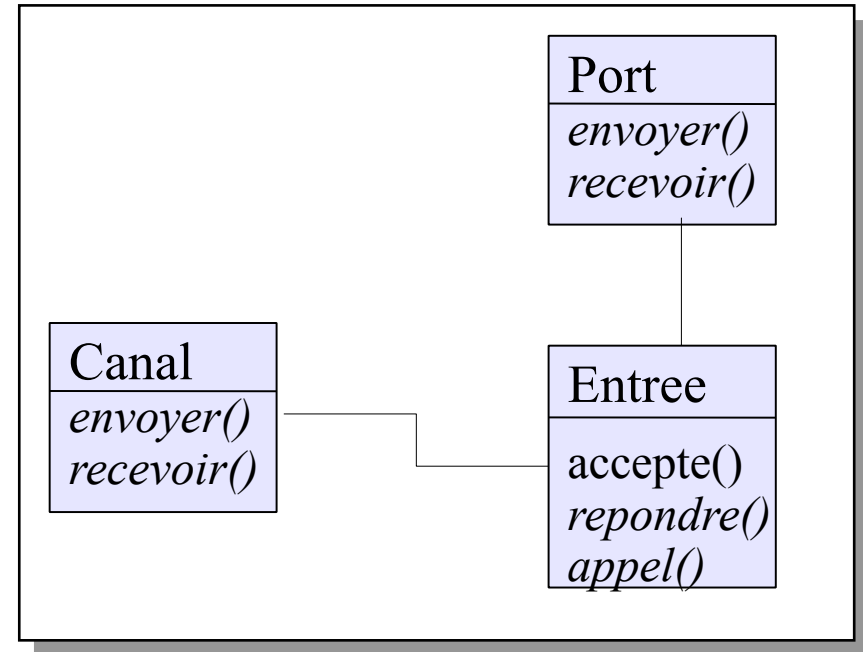 Port
envoyer()
recevoir()
Canal
envoyer()
recevoir()
Entree
accepte()
repondre()
appel()